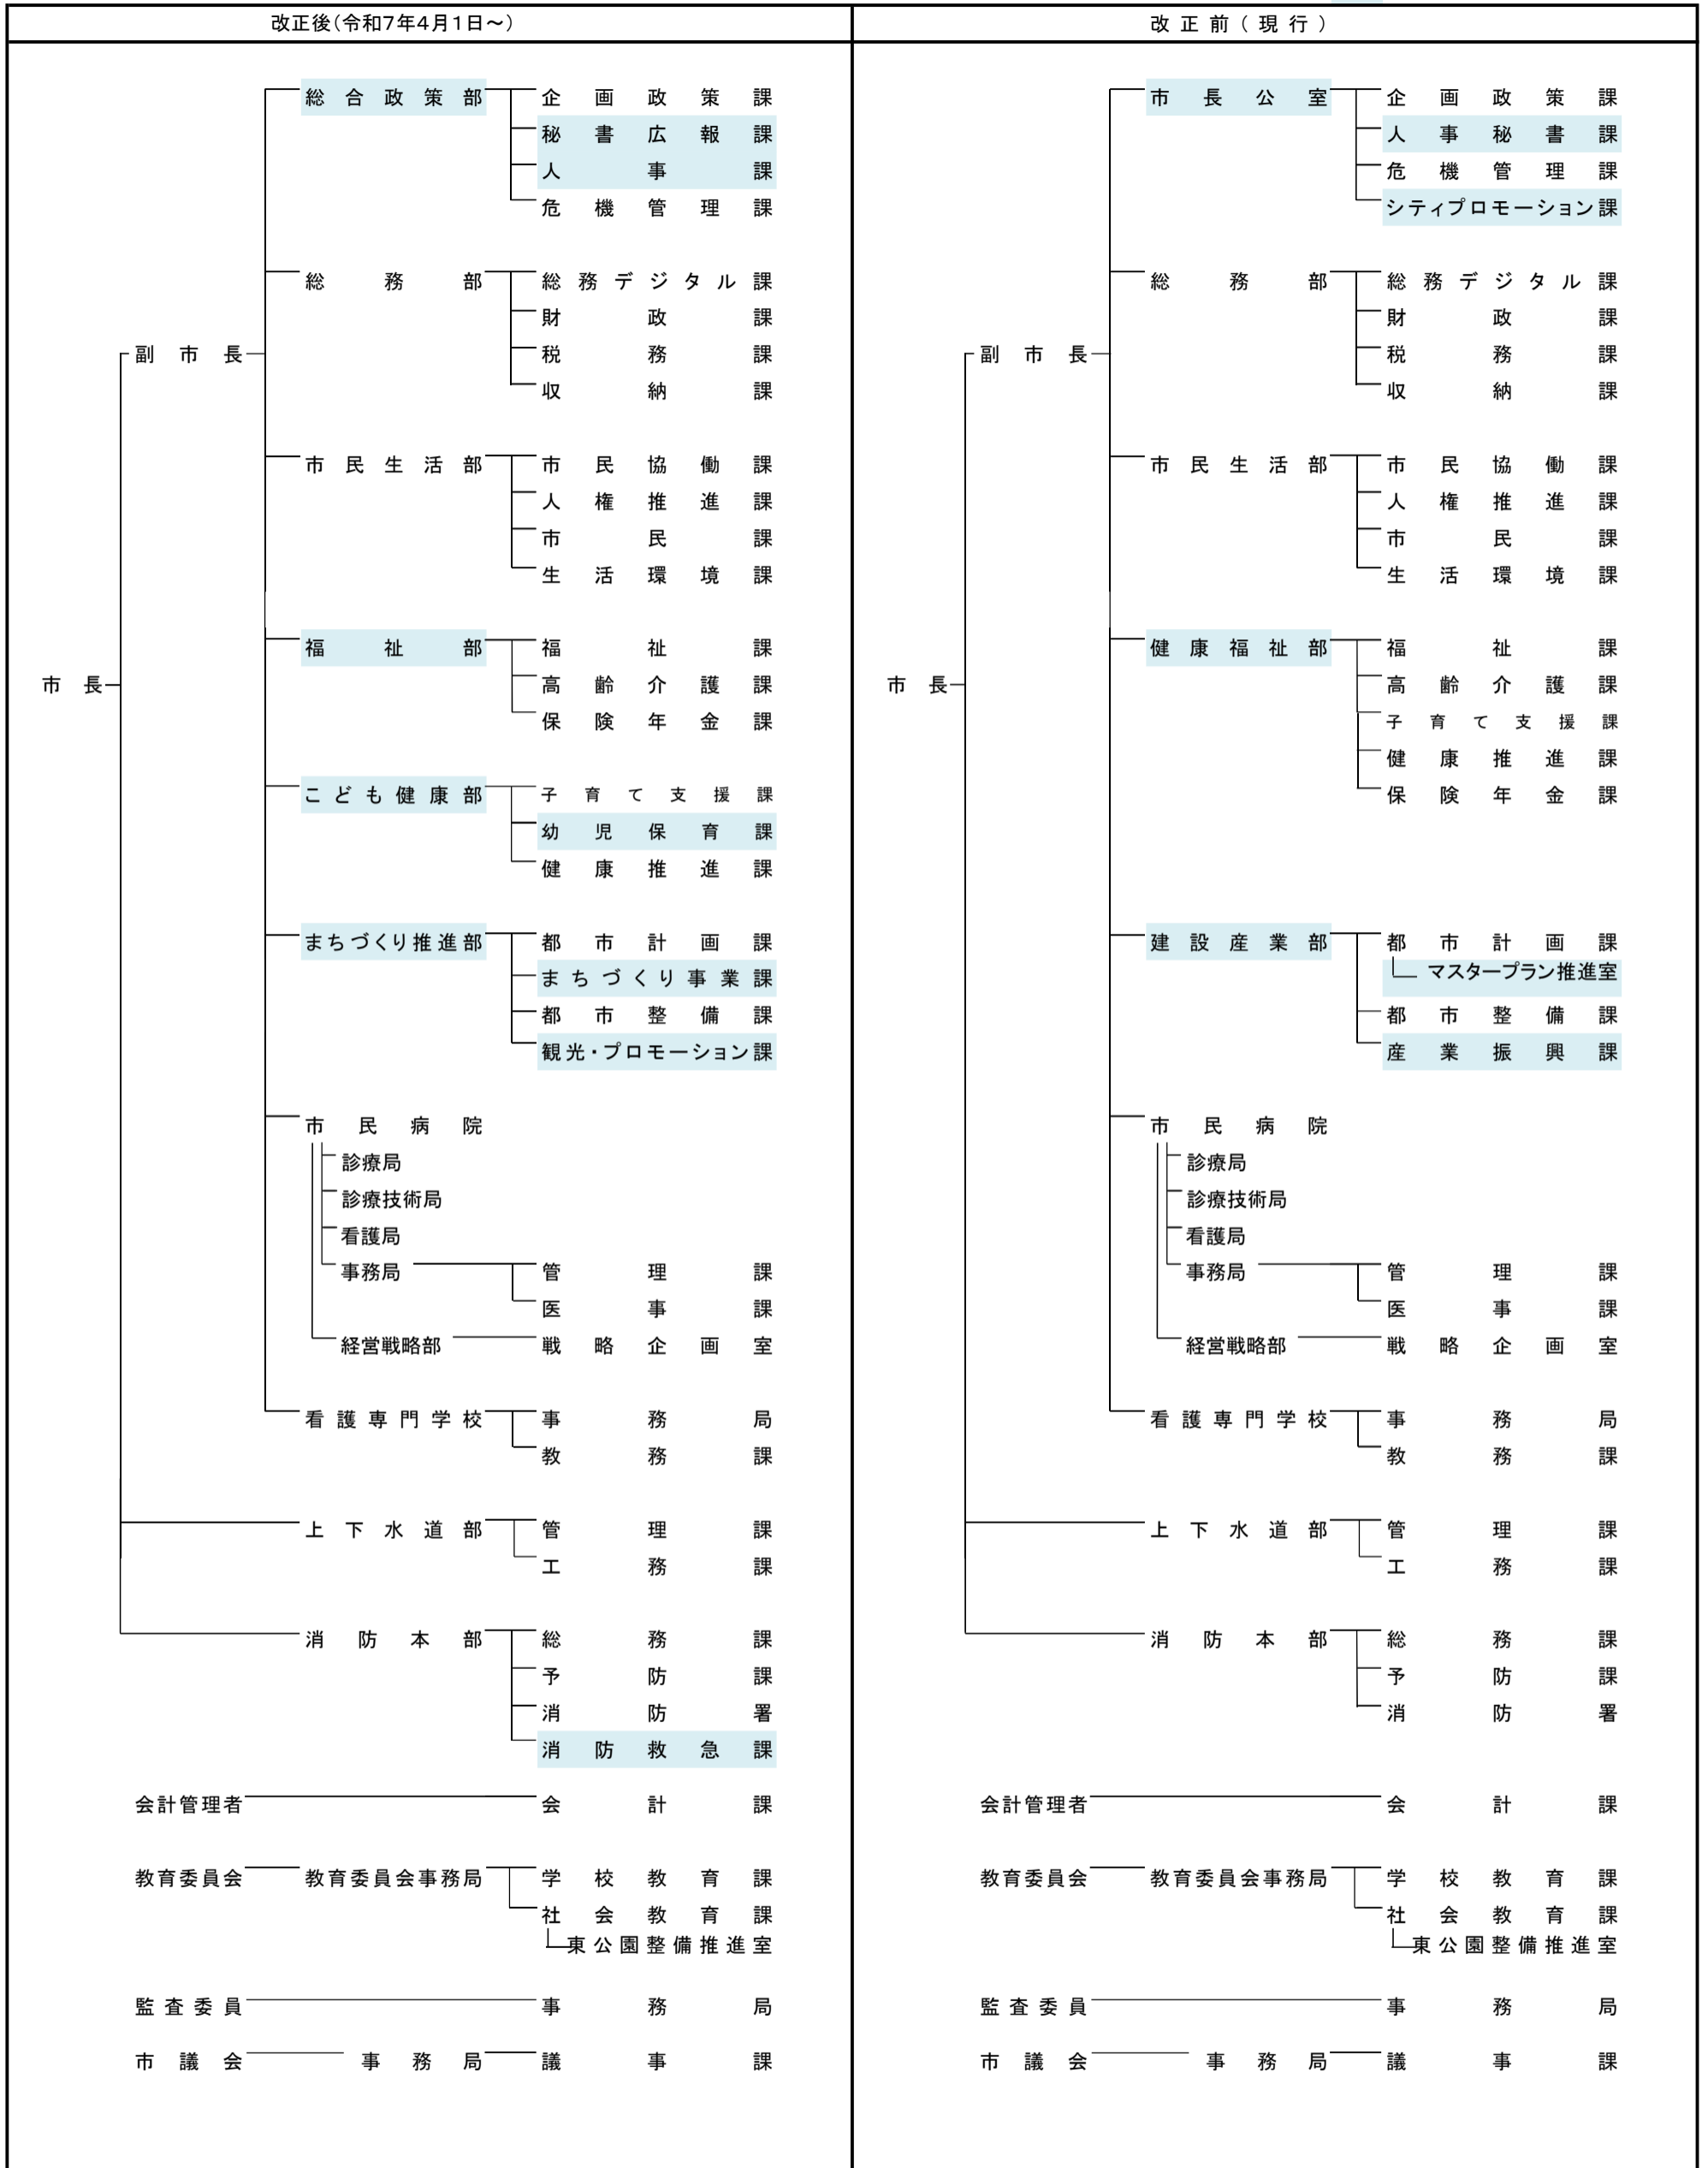 改正後(令和7年4月1日～)
総合政策部 企画政策課
秘書広報課
人事課
危機管理課
総務部 総務デジタル課
財政課
副市長 税務課
収納課
市民生活部 市民協働課
人権推進課
市民課
生活環境課
福祉部 福祉課
市長 高齢介護課
保険年金課
こども健康部 子育て支援課
幼児保育課
健康推進課
まちづくり推進部 都市計画課
まちづくり事業課
都市整備課
観光・プロモーション課
市民病院
診療局
診療技術局
看護局
事務局 管理課
医事課
経営戦略部 戦略企画室
看護専門学校 事務局
教務課
上下水道部 管理課
工務課
消防本部 総務課
予防課
消防署
消防救急課
会計管理者 会計課
教育委員会 教育委員会事務局 学校教育課
社会教育課
東公園整備推進室
監査委員 事務局
市議会 事務局 議事課
改正前(現行)
市長公室 企画政策課
人事秘書課
危機管理課
シティプロモーション課
総務部 総務デジタル課
財政課
副市長 税務課
収納課
市民生活部 市民協働課
人権推進課
市民課
生活環境課
健康福祉部 福祉課
市長 高齢介護課
子育て支援課
健康推進課
保険年金課
建設産業部 都市計画課
マスタープラン推進室
都市整備課
産業振興課
市民病院
診療局
診療技術局
看護局
事務局 管理課
医事課
経営戦略部 戦略企画室
看護専門学校 事務局
教務課
上下水道部 管理課
工務課
消防本部 総務課
予防課
消防署
会計管理者 会計課
教育委員会 教育委員会事務局 学校教育課
社会教育課
東公園整備推進室
監査委員 事務局
市議会 事務局 議事課